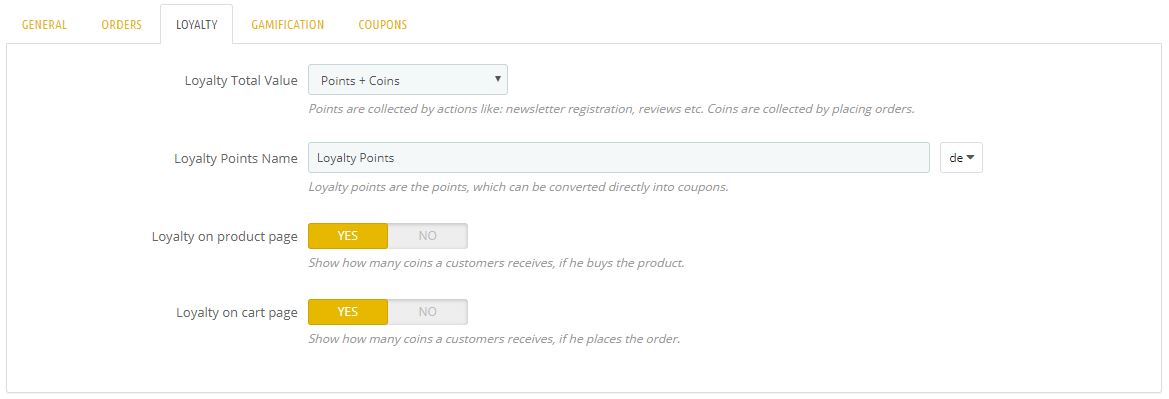 GENERAL ORDERS LOYALTY GAMIFICATION COUPONS
Loyalty Total Value Points + Coins
Points are collected by actions like: newsletter registration, reviews etc. Coins are collected by placing orders.
Loyalty Points Name Loyalty Points de
Loyalty points are the points, which can be converted directly into coupons.
Loyalty on product page YES NO
Show how many coins a customers receives, if he buys the product.
Loyalty on cart page YES NO
Show how many coins a customers receives, if he places the order.